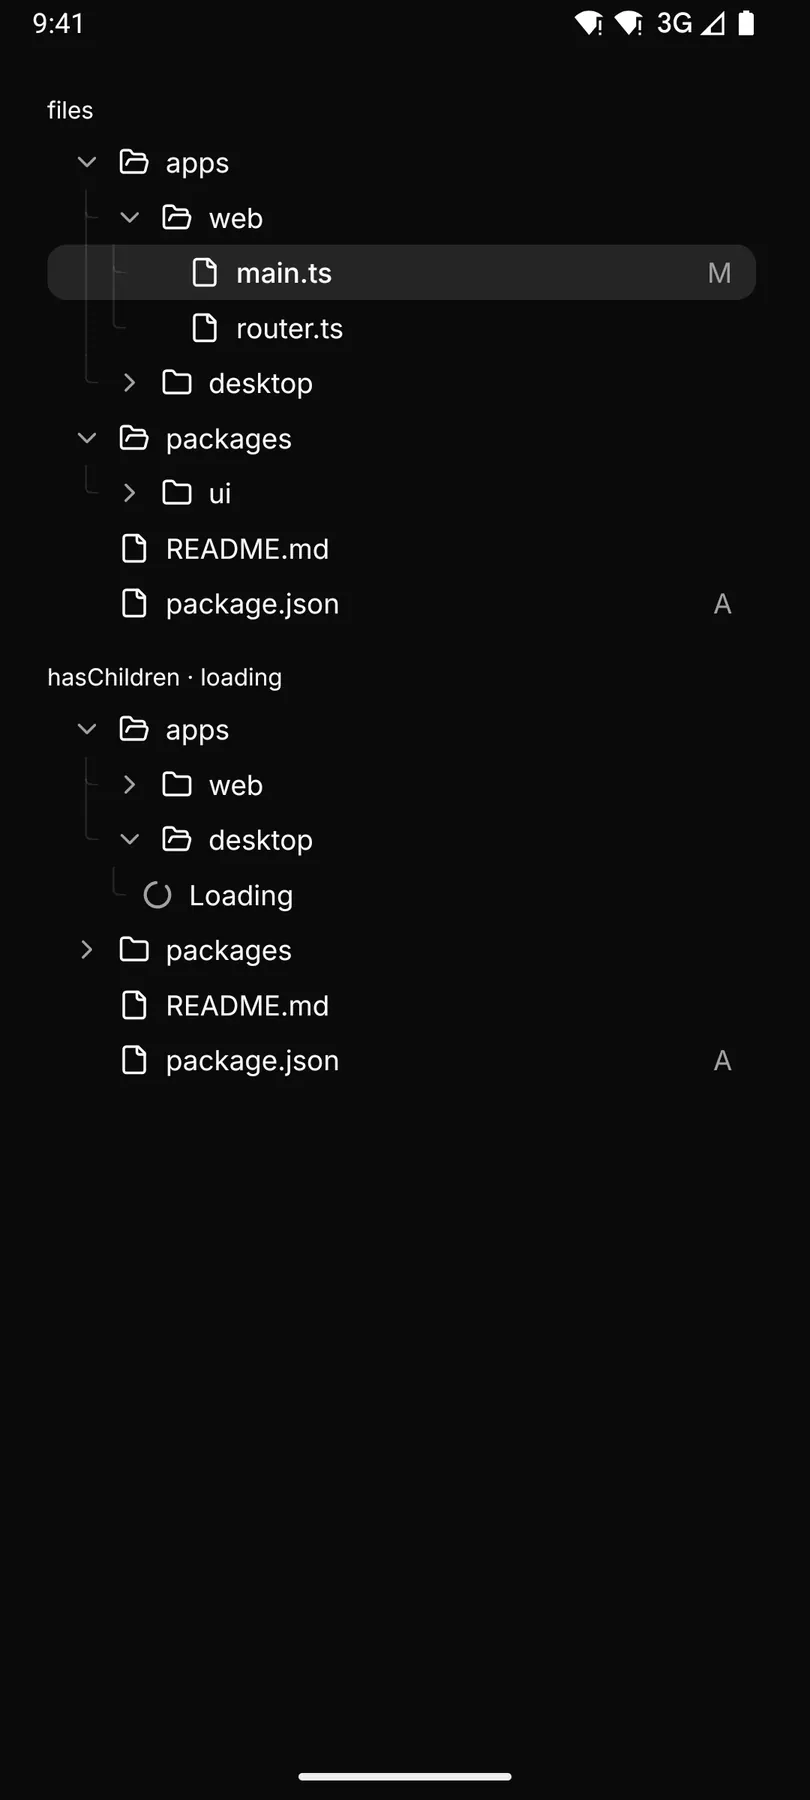 9:41
3G
files
apps
web
main.ts M
router.ts
desktop
packages
ui
README.md
package.json A
hasChildren · loading
apps
web
desktop
Loading
packages
README.md
package.json A